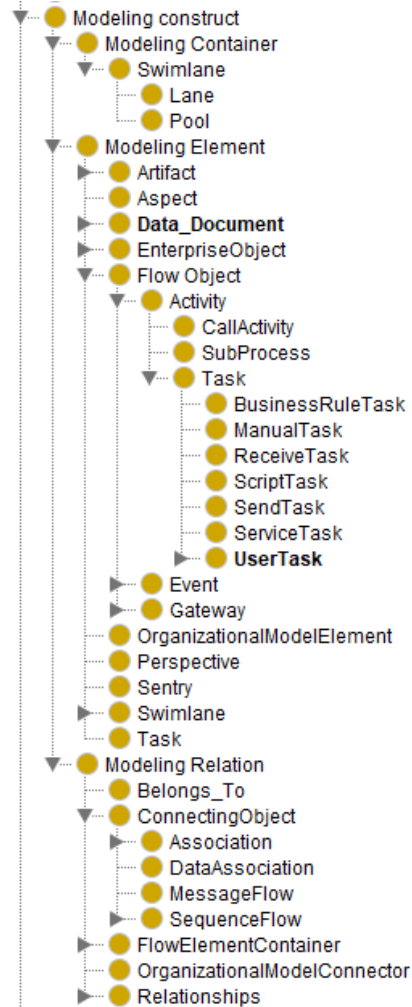 Modeling construct
Modeling Container
Swimlane
Lane
Pool
Modeling Element
Artifact
Aspect
Data_Document
EnterpriseObject
Flow Object
Activity
CallActivity
SubProcess
Task
BusinessRuleTask
ManualTask
ReceiveTask
ScriptTask
SendTask
ServiceTask
UserTask
Event
Gateway
OrganizationalModelElement
Perspective
Sentry
Swimlane
Task
Modeling Relation
Belongs_To
ConnectingObject
Association
DataAssociation
MessageFlow
SequenceFlow
FlowElementContainer
OrganizationalModelConnector
Relationships